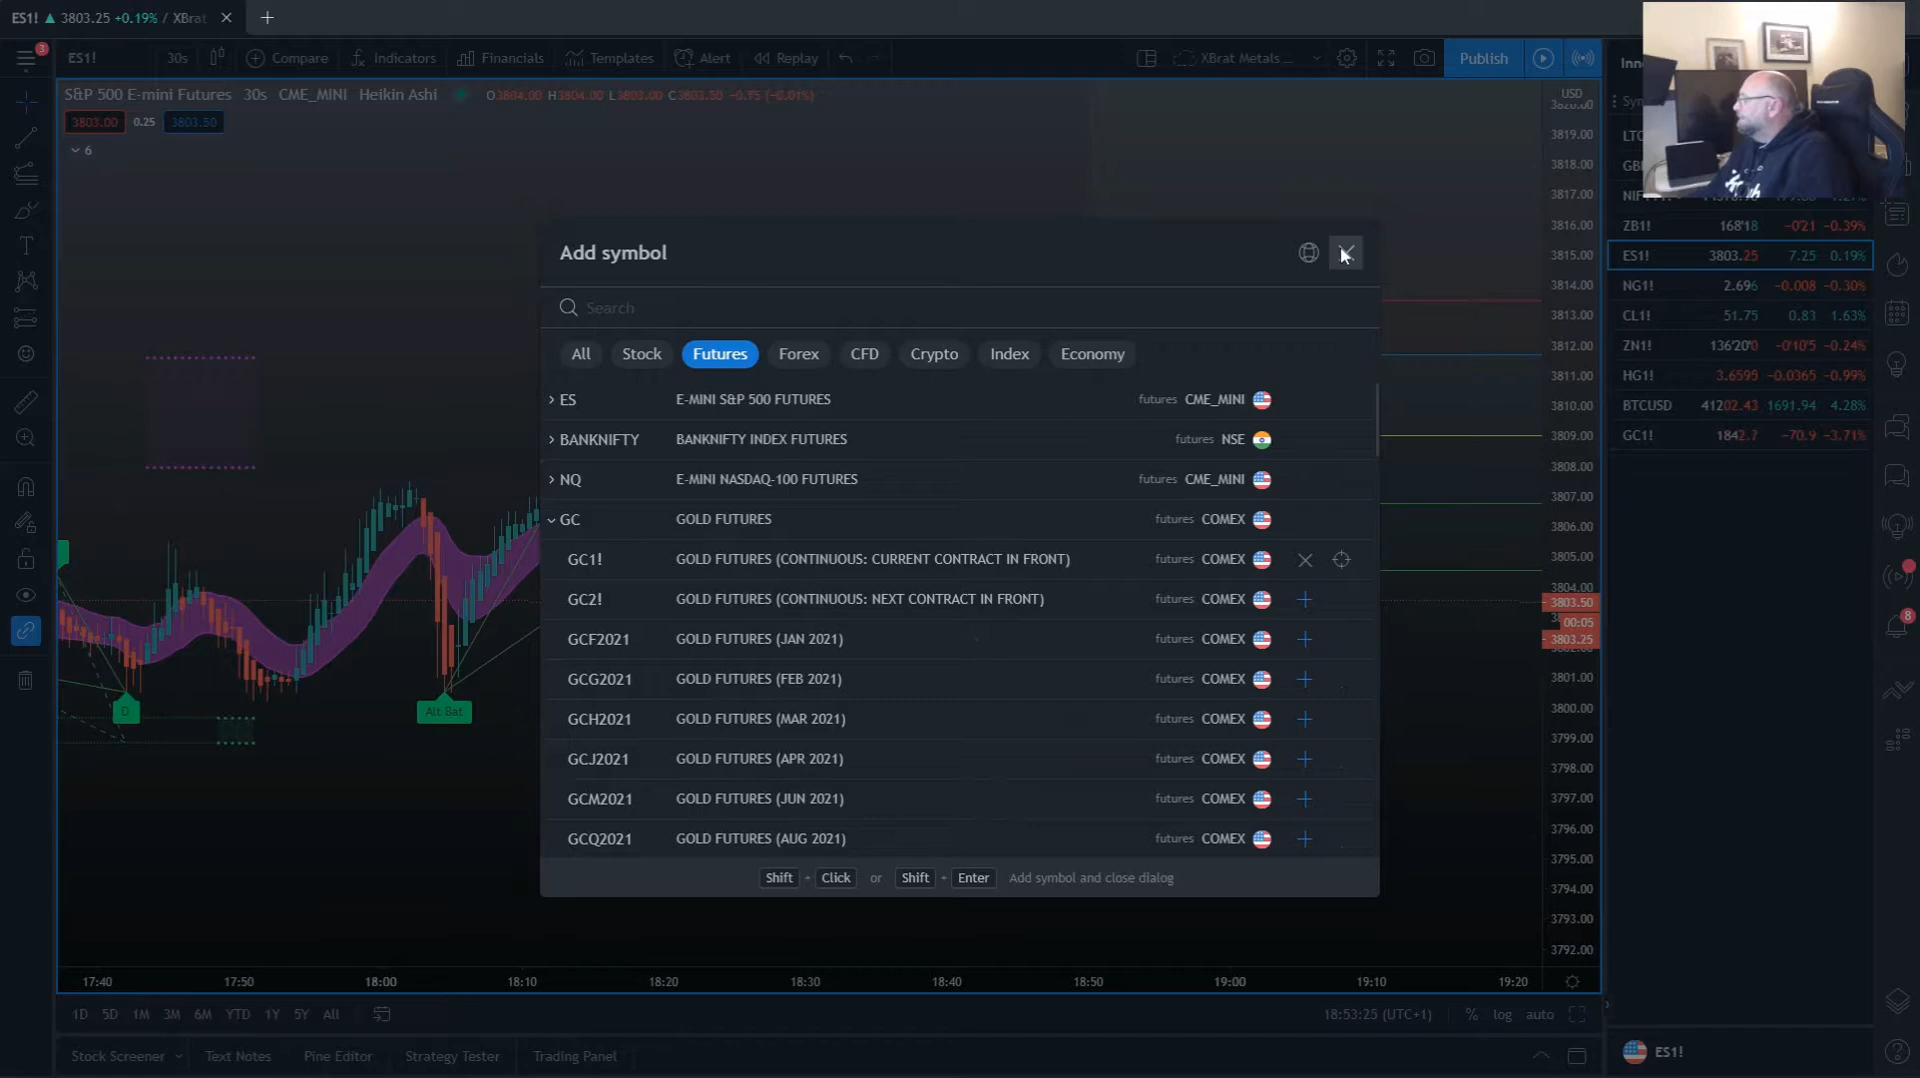 ES1! ▲ 3803.25 +0.19% / XBrat
3
ES1! 30s Compare Indicators Financials Templates Alert Replay XBrat Metals ... Publish
S&P 500 E-mini Futures 30s CME_MINI Heikin Ashi O3804.00 H3804.00 L3803.00 C3803.50 -0.75 (-0.01%)
3803.00 0.25 3803.50
6
D
Alt Bat
Add symbol
Search
All Stock Futures Forex CFD Crypto Index Economy
ES E-MINI S&P 500 FUTURES futures CME_MINI
BANKNIFTY BANKNIFTY INDEX FUTURES futures NSE
NQ E-MINI NASDAQ-100 FUTURES futures CME_MINI
GC GOLD FUTURES futures COMEX
GC1! GOLD FUTURES (CONTINUOUS: CURRENT CONTRACT IN FRONT) futures COMEX
GC2! GOLD FUTURES (CONTINUOUS: NEXT CONTRACT IN FRONT) futures COMEX
GCF2021 GOLD FUTURES (JAN 2021) futures COMEX
GCG2021 GOLD FUTURES (FEB 2021) futures COMEX
GCH2021 GOLD FUTURES (MAR 2021) futures COMEX
GCJ2021 GOLD FUTURES (APR 2021) futures COMEX
GCM2021 GOLD FUTURES (JUN 2021) futures COMEX
GCQ2021 GOLD FUTURES (AUG 2021) futures COMEX
Shift + Click or Shift + Enter Add symbol and close dialog
USD
3819.00
3818.00
3817.00
3816.00
3815.00
3814.00
3813.00
3812.00
3811.00
3810.00
3809.00
3808.00
3807.00
3806.00
3805.00
3804.00
3803.50
00:05
3803.25
3801.00
3800.00
3799.00
3798.00
3797.00
3796.00
3795.00
3794.00
3793.00
3792.00
ZB1! 168'18 -0'21 -0.39%
ES1! 3803.25 7.25 0.19%
NG1! 2.696 -0.008 -0.30%
CL1! 51.75 0.83 1.63%
ZN1! 136'20'0 -0'10'5 -0.24%
HG1! 3.6595 -0.0365 -0.99%
BTCUSD 41202.43 1691.94 4.28%
GC1! 1842.7 -70.9 -3.71%
8
17:40 17:50 18:00 18:10 18:20 18:30 18:40 18:50 19:00 19:10 19:20
1D 5D 1M 3M 6M YTD 1Y 5Y All 18:53:25 (UTC+1) % log auto
Stock Screener Text Notes Pine Editor Strategy Tester Trading Panel
ES1!